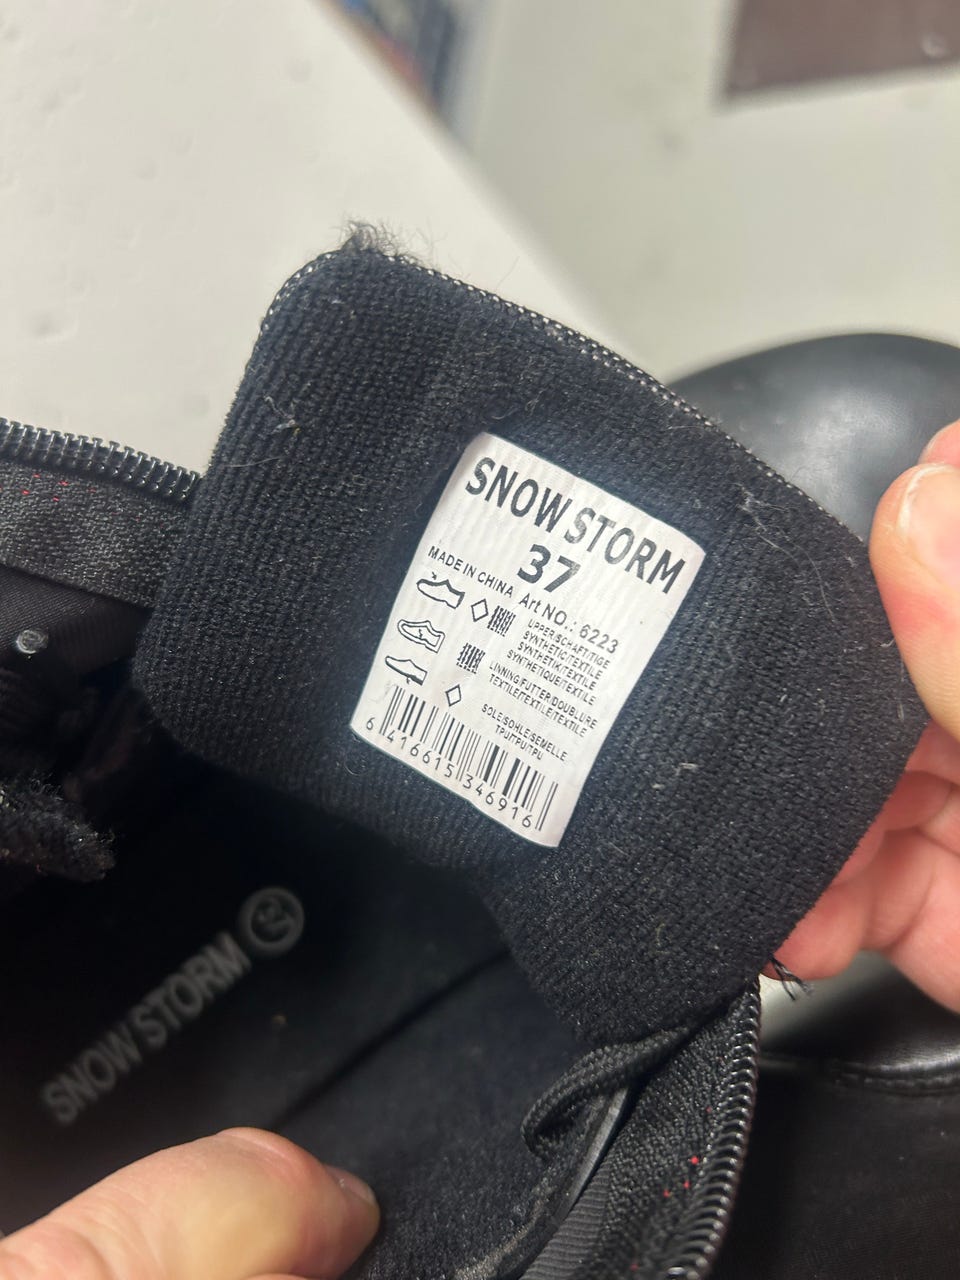 SNOW STORM
37
MADE IN CHINA Art NO.: 6223
UPPER/SCHAFT/TIGE
SYNTHETIC/TEXTILE
SYNTHETIK/TEXTILE
SYNTHETIQUE/TEXTILE
LINNING/FUTTER/DOUBLURE
TEXTILE/TEXTILE/TEXTILE
SOLE/SOHLE/SEMELLE
TPU/TPU/TPU
6 416615 346916
SNOW STORM